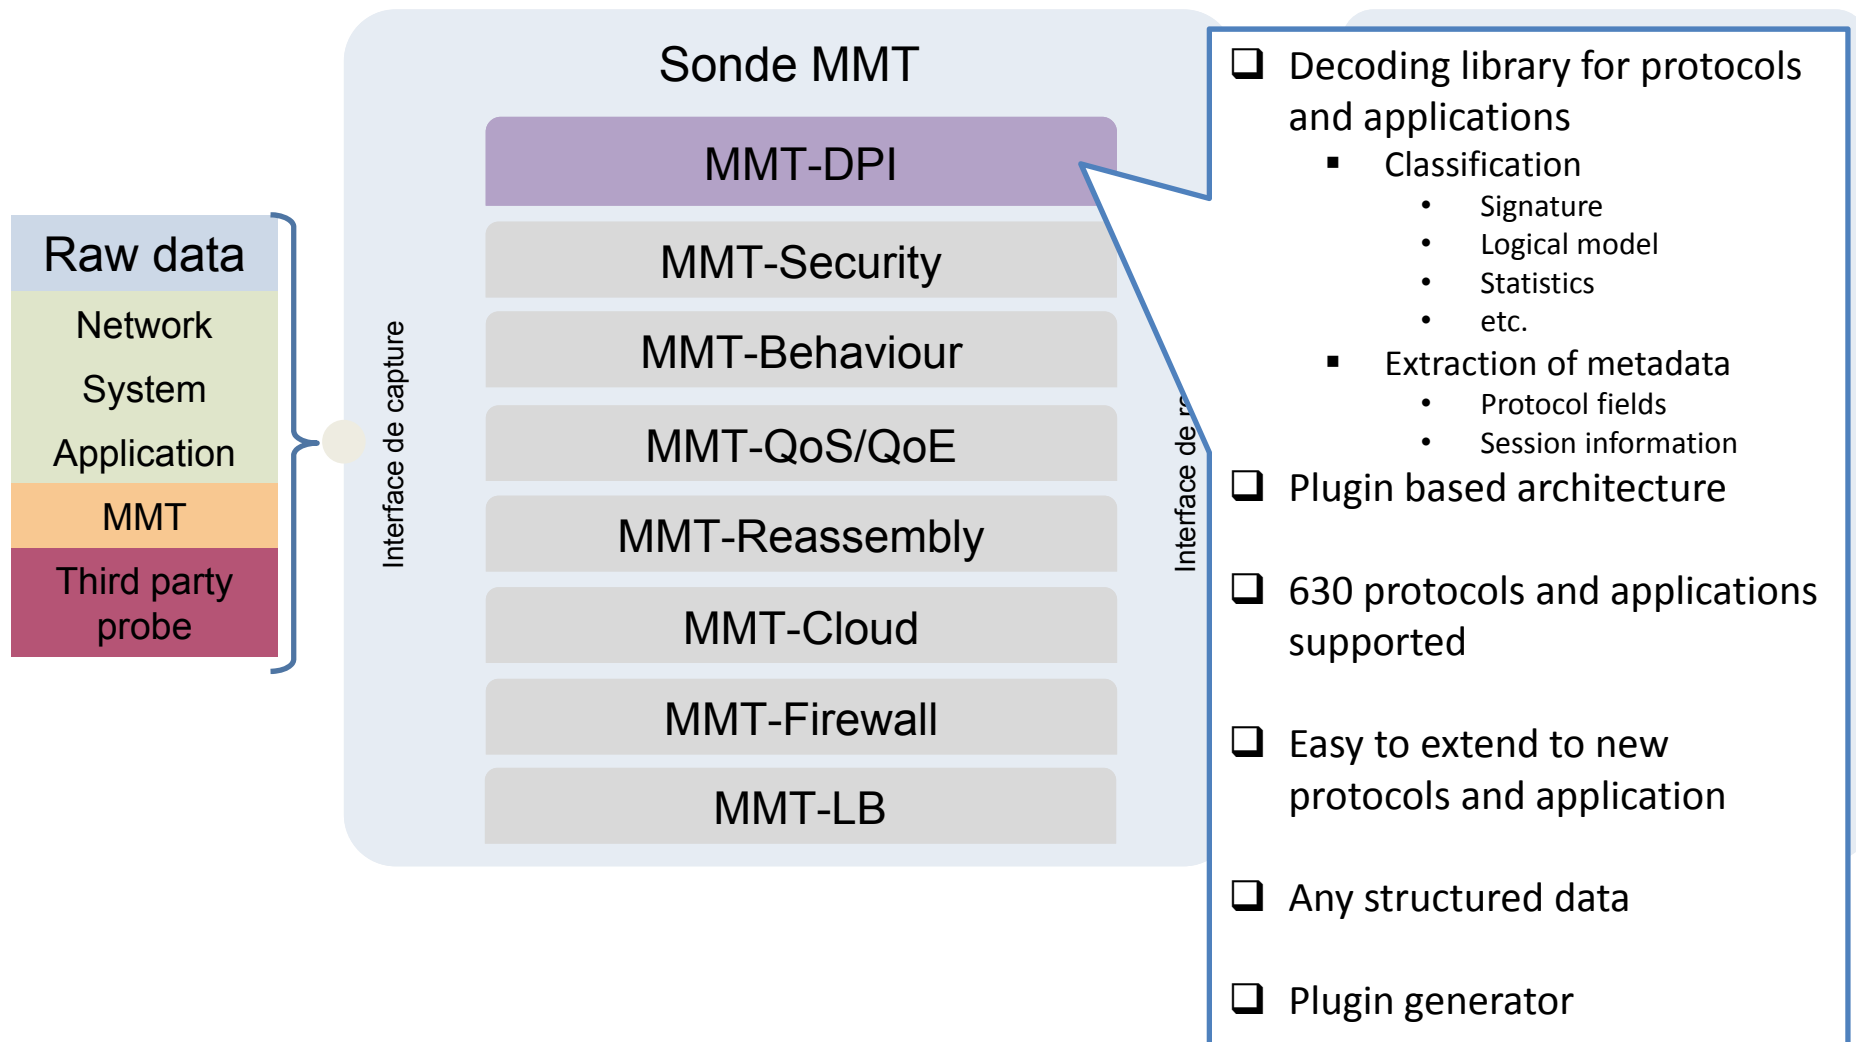 Raw data
Network
System
Application
MMT
Third party
probe
Interface de capture
Sonde MMT
MMT-DPI
MMT-Security
MMT-Behaviour
MMT-QoS/QoE
MMT-Reassembly
MMT-Cloud
MMT-Firewall
MMT-LB
Interface de
Decoding library for protocols
and applications
Classification
Signature
Logical model
Statistics
etc.
Extraction of metadata
Protocol fields
Session information
Plugin based architecture
630 protocols and applications
supported
Easy to extend to new
protocols and application
Any structured data
Plugin generator